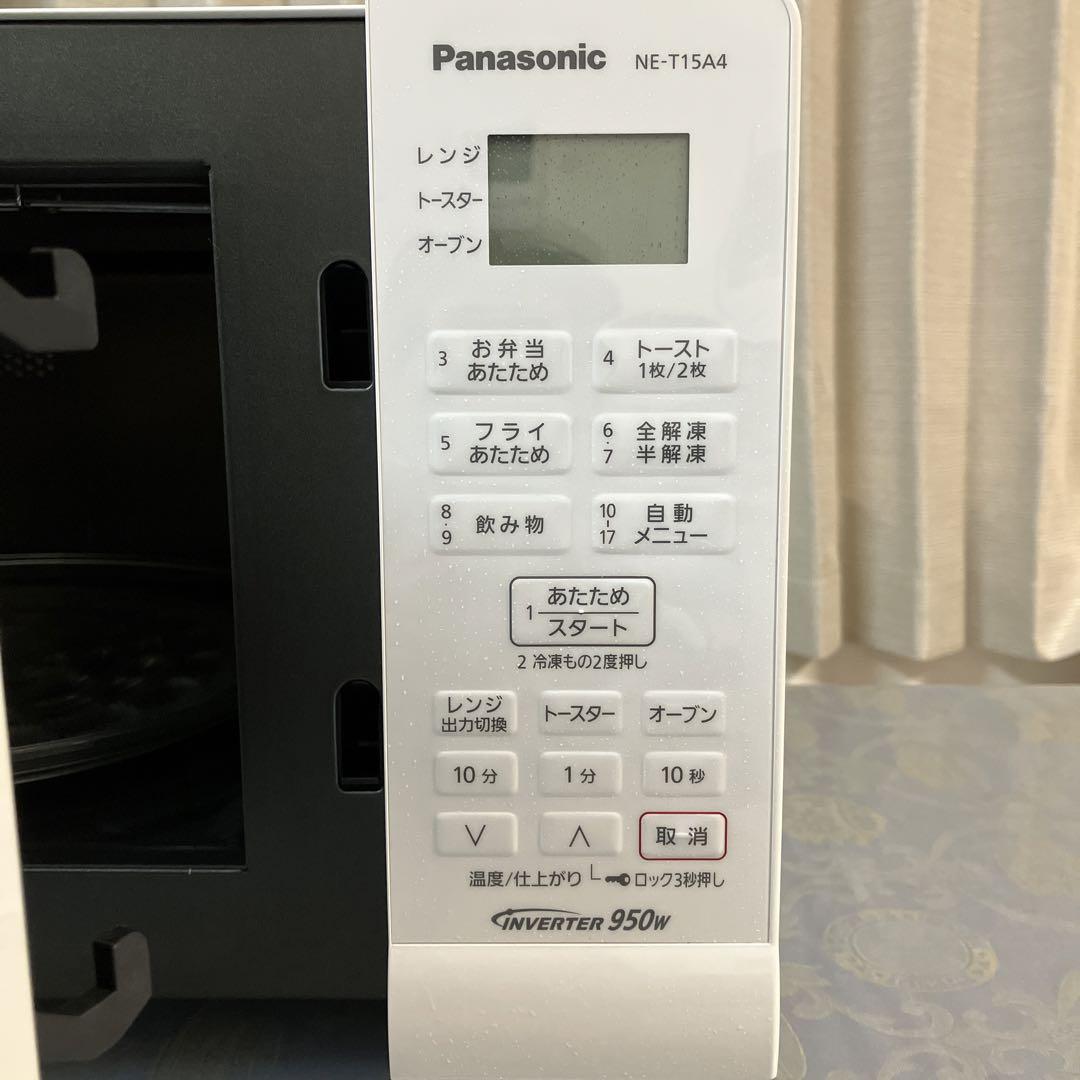 Panasonic NE-T15A4
レンジ
トースター
オーブン
3 お弁当
あたため
4 トースト
1枚/2枚
5 フライ
あたため
6・7 全解凍
半解凍
8・9 飲み物
10-17 自動
メニュー
1 あたため
スタート
2 冷凍もの2度押し
レンジ
出力切換
トースター
オーブン
10分
1分
10秒
∨
∧
取消
温度/仕上がり
ロック3秒押し
INVERTER 950W